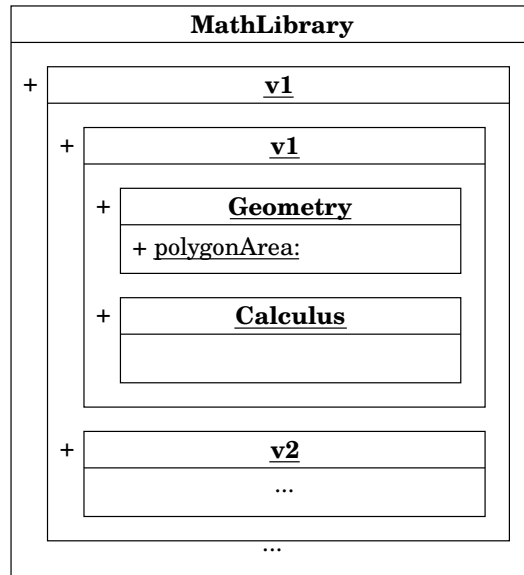 MathLibrary
+ v1
+ v1
+ Geometry
+ polygonArea:
+ Calculus
+ v2
...
...